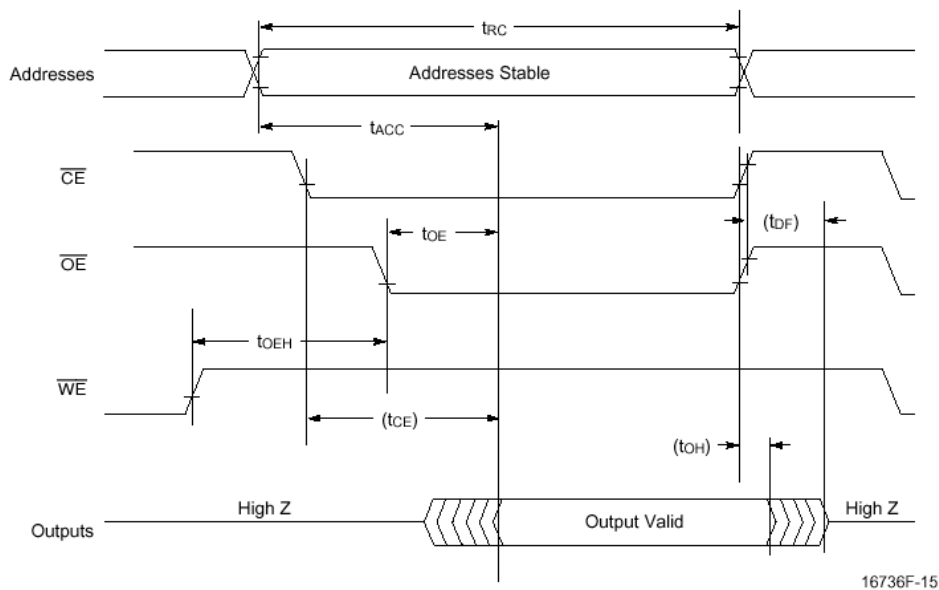 tRC
Addresses
Addresses Stable
tACC
CE
(tDF)
tOE
OE
tOEH
WE
(tCE)
(tOH)
High Z
Output Valid
High Z
Outputs
16736F-15